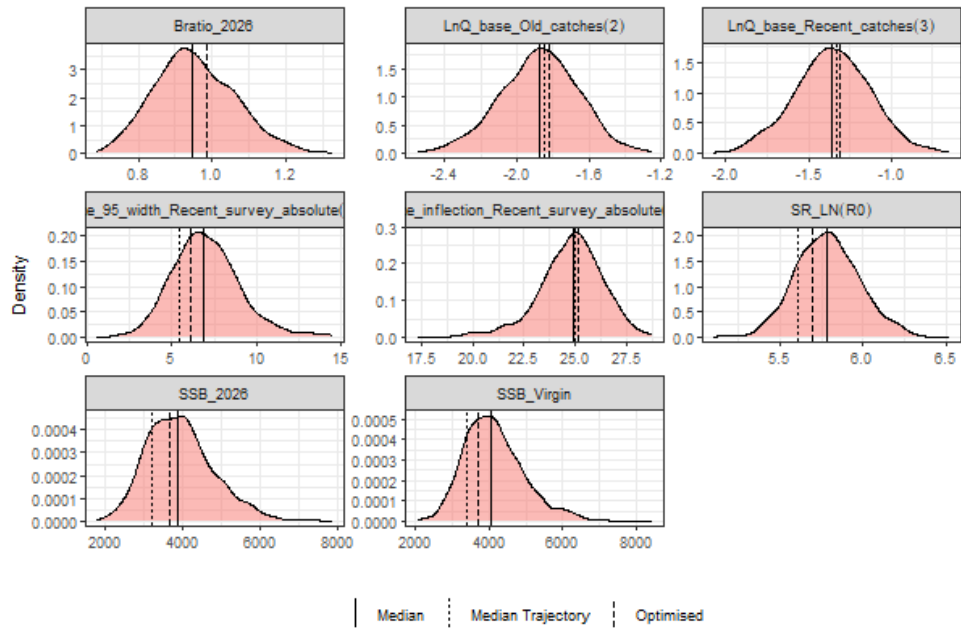 Bratio_2026
LnQ_base_Old_catches(2)
LnQ_base_Recent_catches(3)
3
2
1
0
0.8 1.0 1.2
2.0
1.5
1.0
0.5
0.0
-2.4 -2.0 -1.6 -1.2
1.5
1.0
0.5
0.0
-2.0 -1.5 -1.0
e_95_width_Recent_survey_absolute(
e_inflection_Recent_survey_absolute(
SR_LN(R0)
Density
0.20
0.15
0.10
0.05
0.00
0 5 10 15
0.3
0.2
0.1
0.0
17.5 20.0 22.5 25.0 27.5
2.0
1.5
1.0
0.5
0.0
5.5 6.0 6.5
SSB_2026
SSB_Virgin
0.0004
0.0003
0.0002
0.0001
0.0000
2000 4000 6000 8000
0.0005
0.0004
0.0003
0.0002
0.0001
0.0000
2000 4000 6000 8000
Median Median Trajectory Optimised